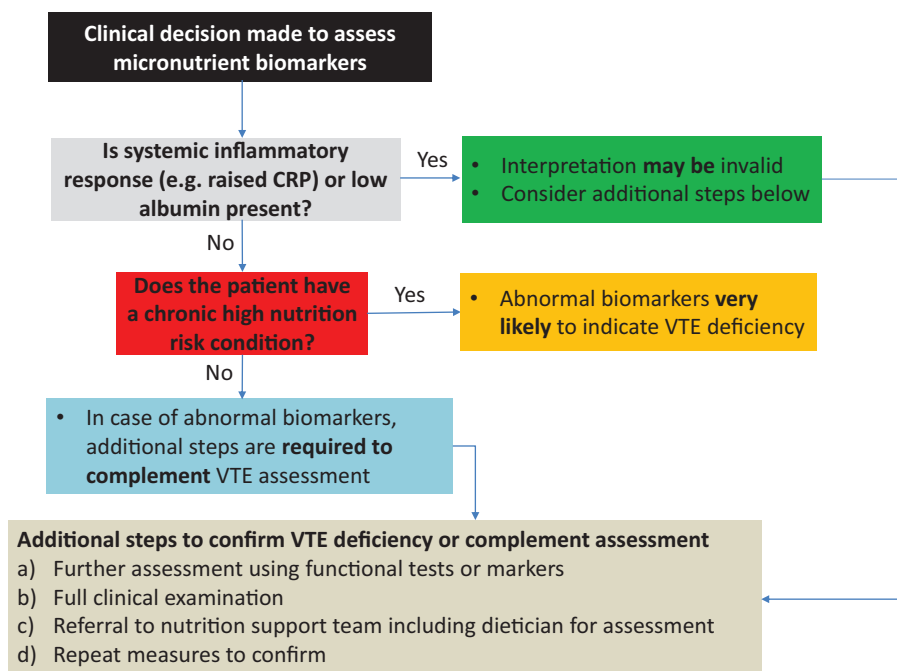 Clinical decision made to assess
micronutrient biomarkers
Is systemic inflammatory
response (e.g. raised CRP) or low
albumin present?
Yes
• Interpretation may be invalid
• Consider additional steps below
No
Does the patient have
a chronic high nutrition
risk condition?
Yes
• Abnormal biomarkers very
likely to indicate VTE deficiency
No
• In case of abnormal biomarkers,
additional steps are required to
complement VTE assessment
Additional steps to confirm VTE deficiency or complement assessment
a) Further assessment using functional tests or markers
b) Full clinical examination
c) Referral to nutrition support team including dietician for assessment
d) Repeat measures to confirm